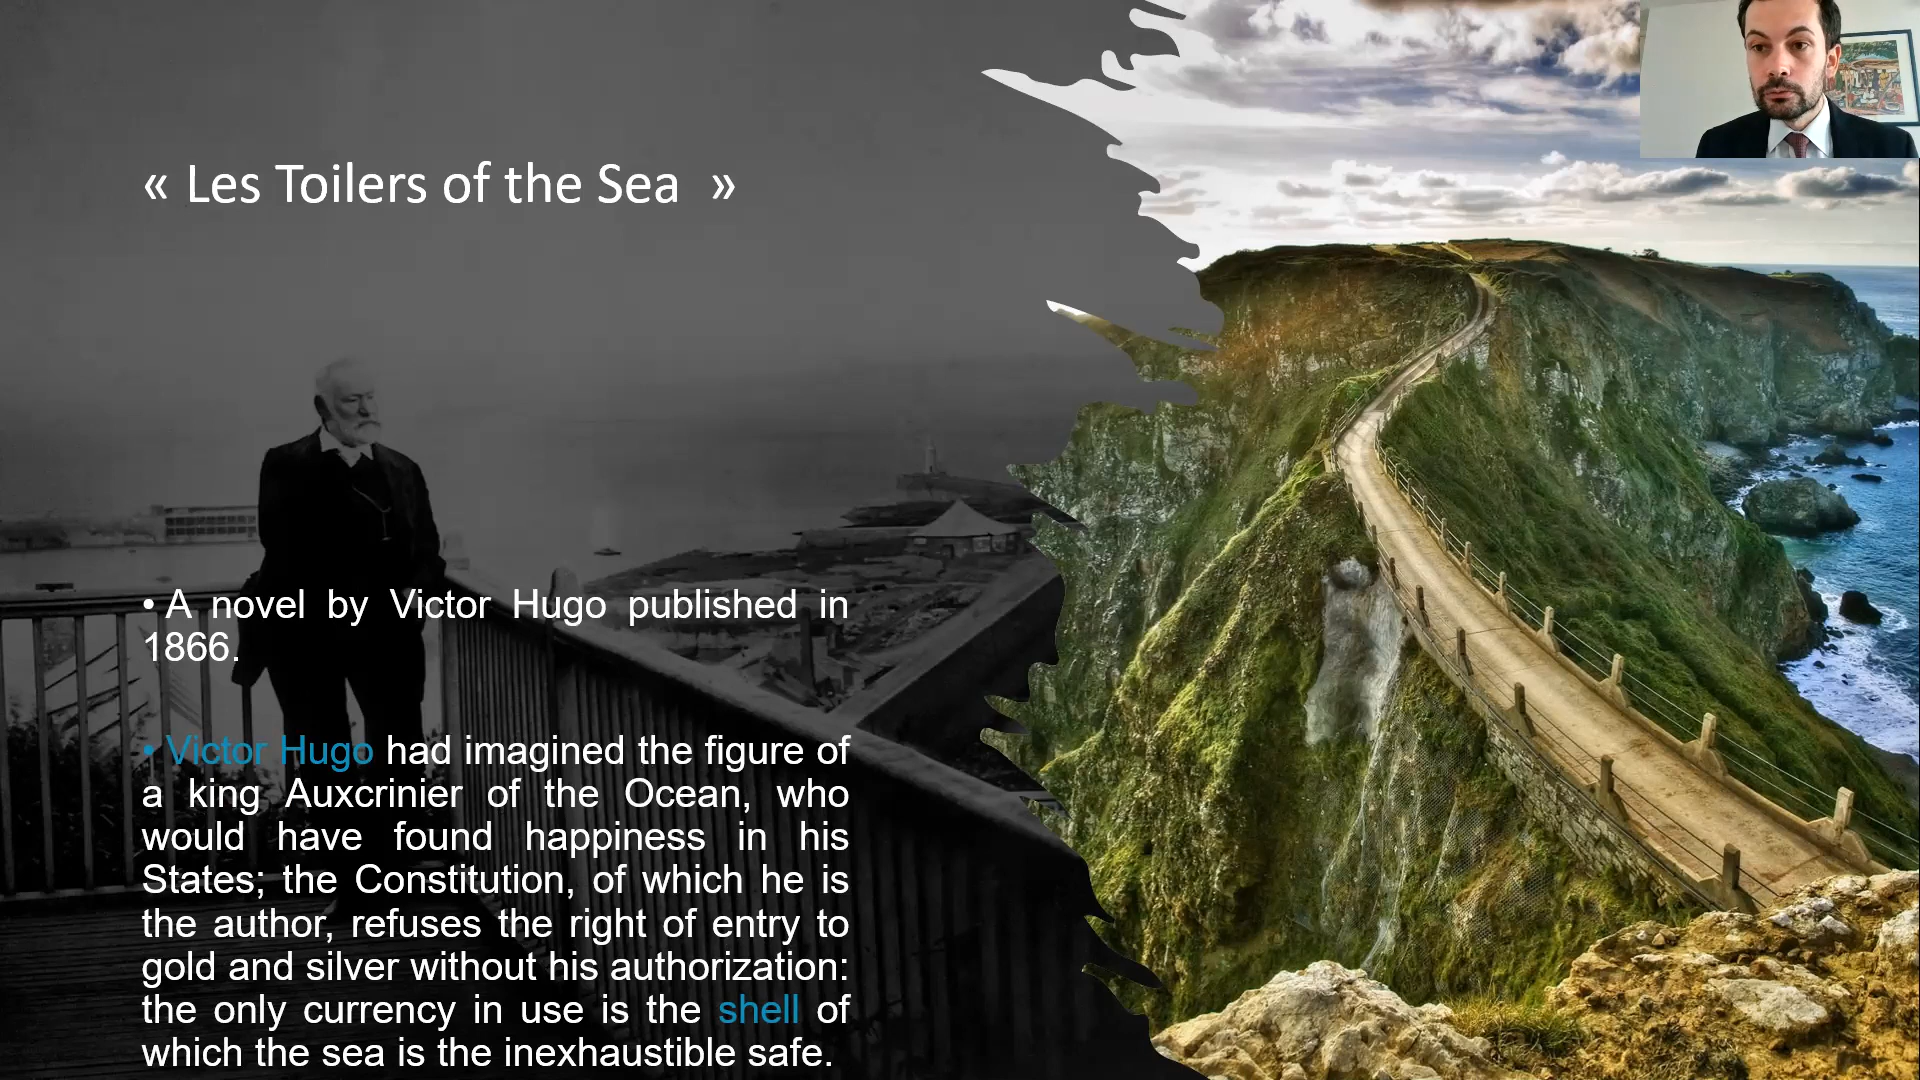 « Les Toilers of the Sea »
• A novel by Victor Hugo published in
1866.
• Victor Hugo had imagined the figure of
a king Auxcrinier of the Ocean, who
would have found happiness in his
States; the Constitution, of which he is
the author, refuses the right of entry to
gold and silver without his authorization:
the only currency in use is the shell of
which the sea is the inexhaustible safe.